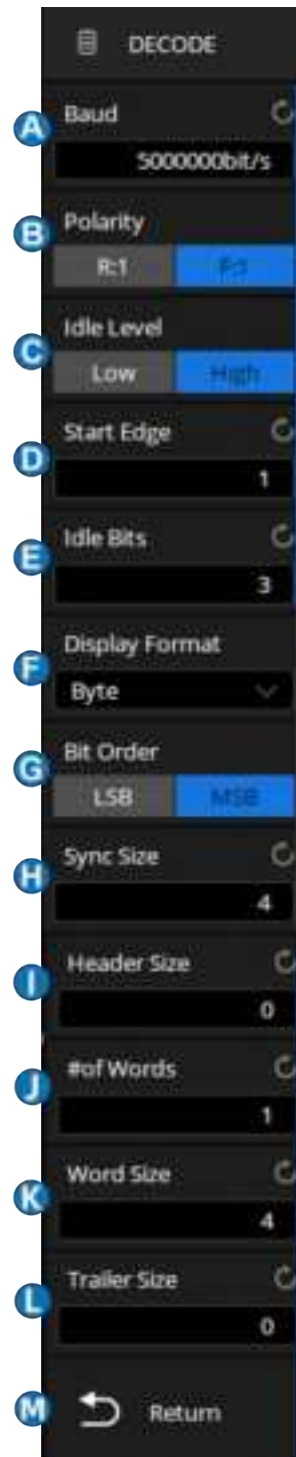 DECODE
A
Baud
5000000bit/s
B
Polarity
R:1 F:1
C
Idle Level
Low High
D
Start Edge
1
E
Idle Bits
3
F
Display Format
Byte
G
Bit Order
LSB MSB
H
Sync Size
4
I
Header Size
0
J
#of Words
1
K
Word Size
4
L
Trailer Size
0
M
Return